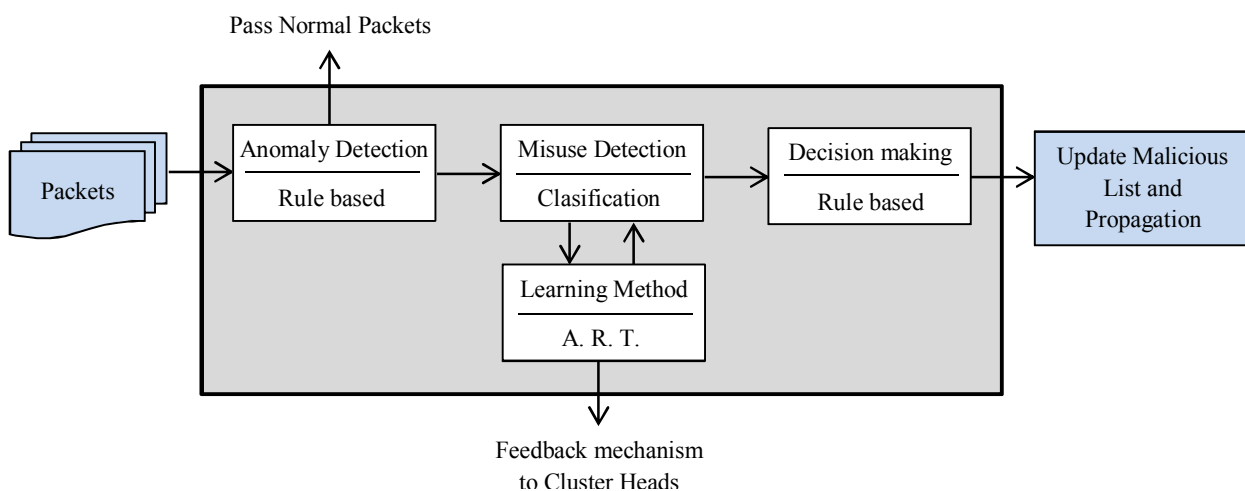 Pass Normal Packets
Packets
Anomaly Detection
Rule based
Misuse Detection
Clasification
Decision making
Rule based
Update Malicious
List and
Propagation
Learning Method
A. R. T.
Feedback mechanism
to Cluster Heads